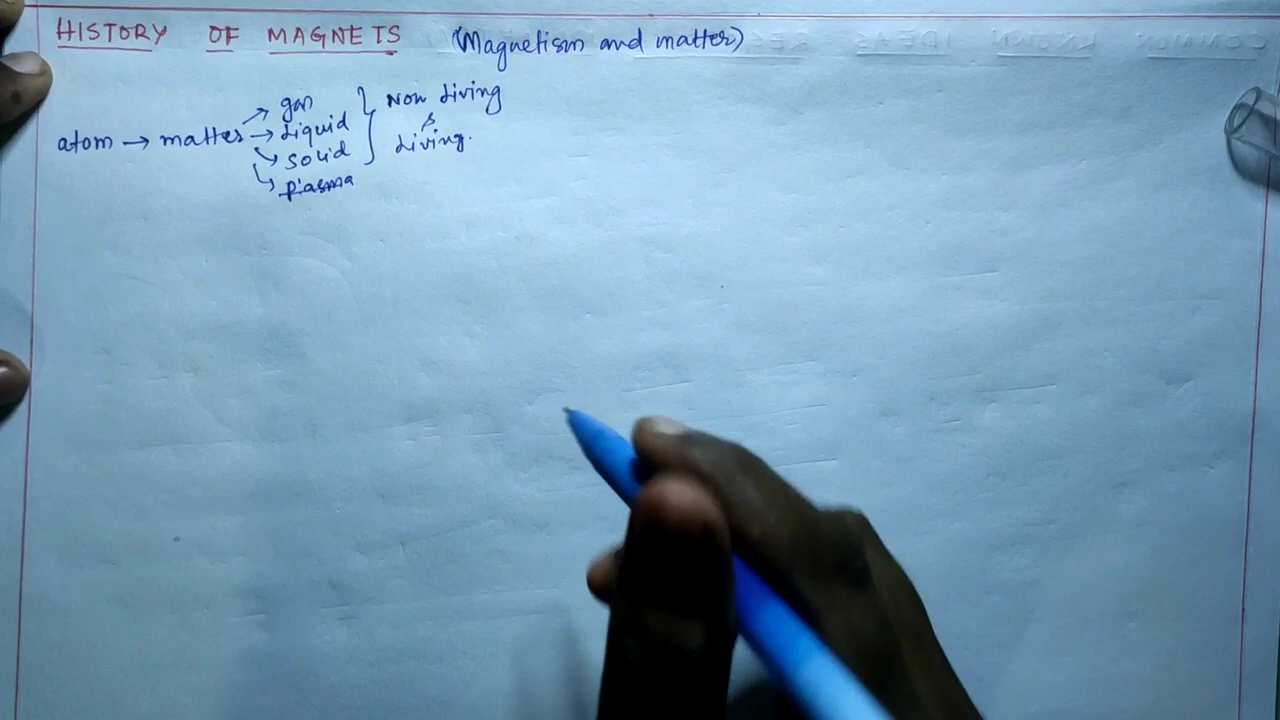 HISTORY OF MAGNETS (Magnetism and matter)
atom → matter → gas
→ Liquid
→ solid
→ plasma
Non Living
&
Living.